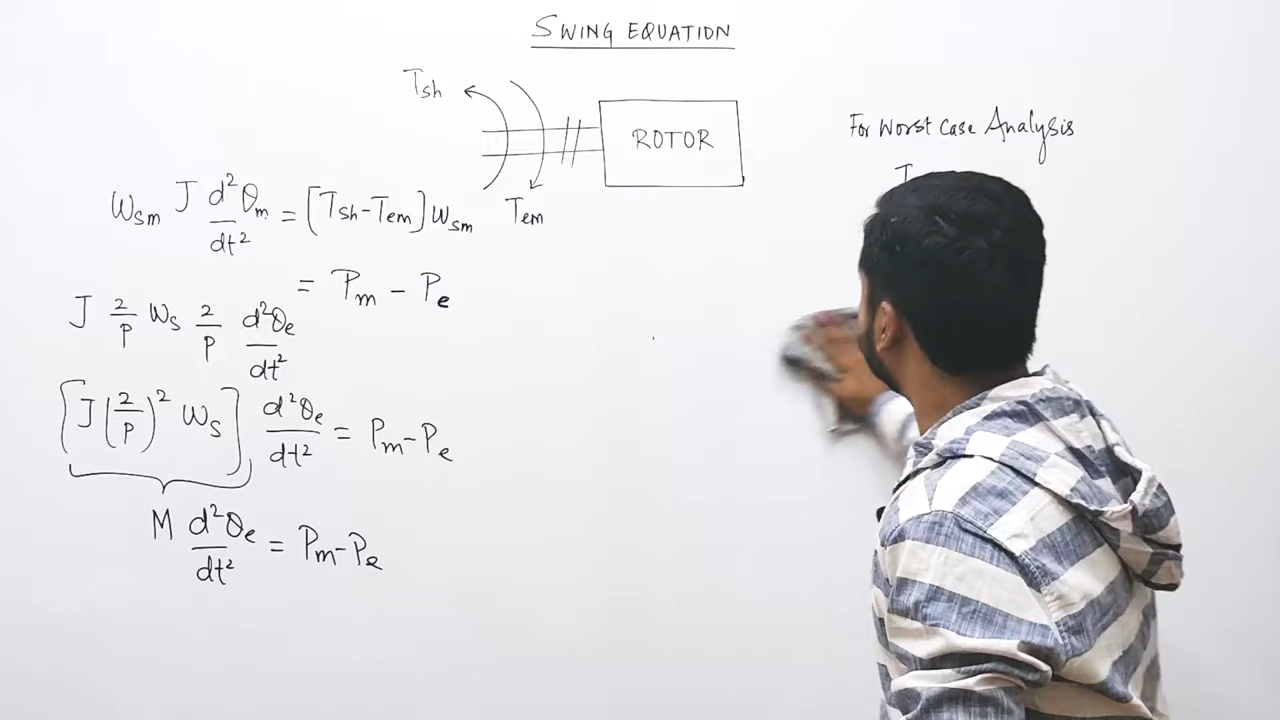 SWING EQUATION
Tsh
ROTOR
Tem
For Worst Case Analysis
Wsm J d²θm/dt² = [Tsh-Tem]Wsm
= Pm - Pe
J 2/P Ws 2/P d²θe/dt²
[J(2/P)² Ws] d²θe/dt² = Pm-Pe
M d²θe/dt² = Pm-Pe